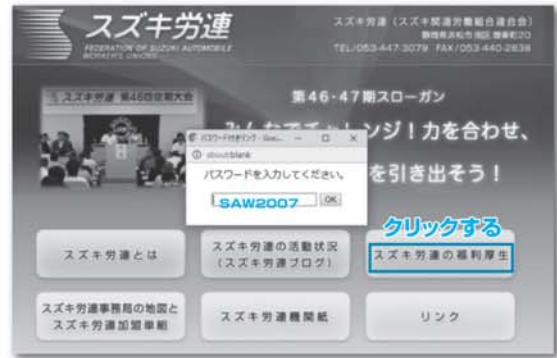 スズキ労連
FEDERATION OF SUZUKI AUTOMOBILE
WORKER'S UNIONS
スズキ労連(スズキ関連労働組合連合会)
TEL/053-447-3079 FAX/053-440-2838
スズキ労連 第46回定期大会
第46・47期スローガン
ンジ!力を合わせ、
を引き出そう!
パスワード付きリンク
about:blank
パスワードを入力してください。
SAW2007
OK
クリックする
スズキ労連とは
スズキ労連の活動状況
(スズキ労連ブログ)
スズキ労連の福利厚生
スズキ労連事務局の地図と
スズキ労連加盟単組
スズキ労連機関紙
リンク